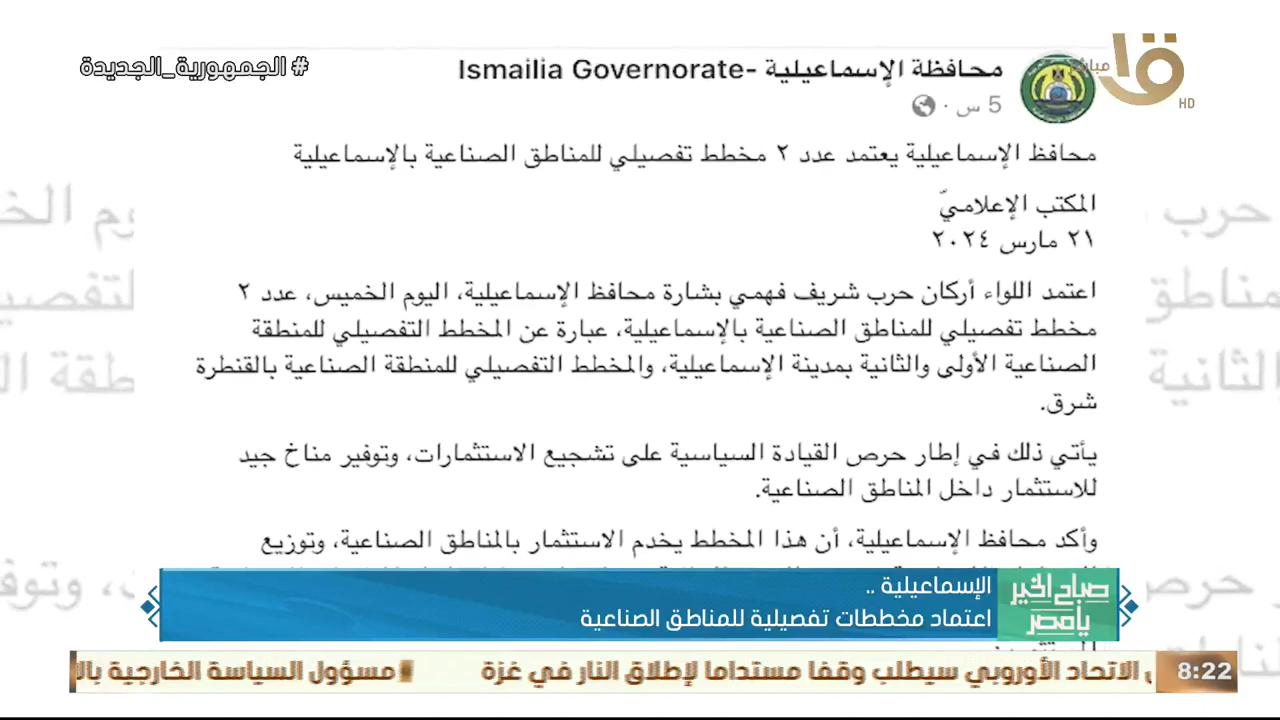 # الجمهورية_الجديدة
مباشر
HD
محافظة الإسماعيلية -Ismailia Governorate
5 س ·
محافظ الإسماعيلية يعتمد عدد ٢ مخطط تفصيلي للمناطق الصناعية بالإسماعيلية
المكتب الإعلاميّ
٢١ مارس ٢٠٢٤
اعتمد اللواء أركان حرب شريف فهمي بشارة محافظ الإسماعيلية، اليوم الخميس، عدد ٢
مخطط تفصيلي للمناطق الصناعية بالإسماعيلية، عبارة عن المخطط التفصيلي للمنطقة
الصناعية الأولى والثانية بمدينة الإسماعيلية، والمخطط التفصيلي للمنطقة الصناعية بالقنطرة
شرق.
يأتي ذلك في إطار حرص القيادة السياسية على تشجيع الاستثمارات، وتوفير مناخ جيد
للاستثمار داخل المناطق الصناعية.
وأكد محافظ الإسماعيلية، أن هذا المخطط يخدم الاستثمار بالمناطق الصناعية، وتوزيع
صباح الخير
يا مصر
الإسماعيلية ..
اعتماد مخططات تفصيلية للمناطق الصناعية
8:22
الاتحاد الأوروبي سيطلب وقفا مستداما لإطلاق النار في غزة
مسؤول السياسة الخارجية